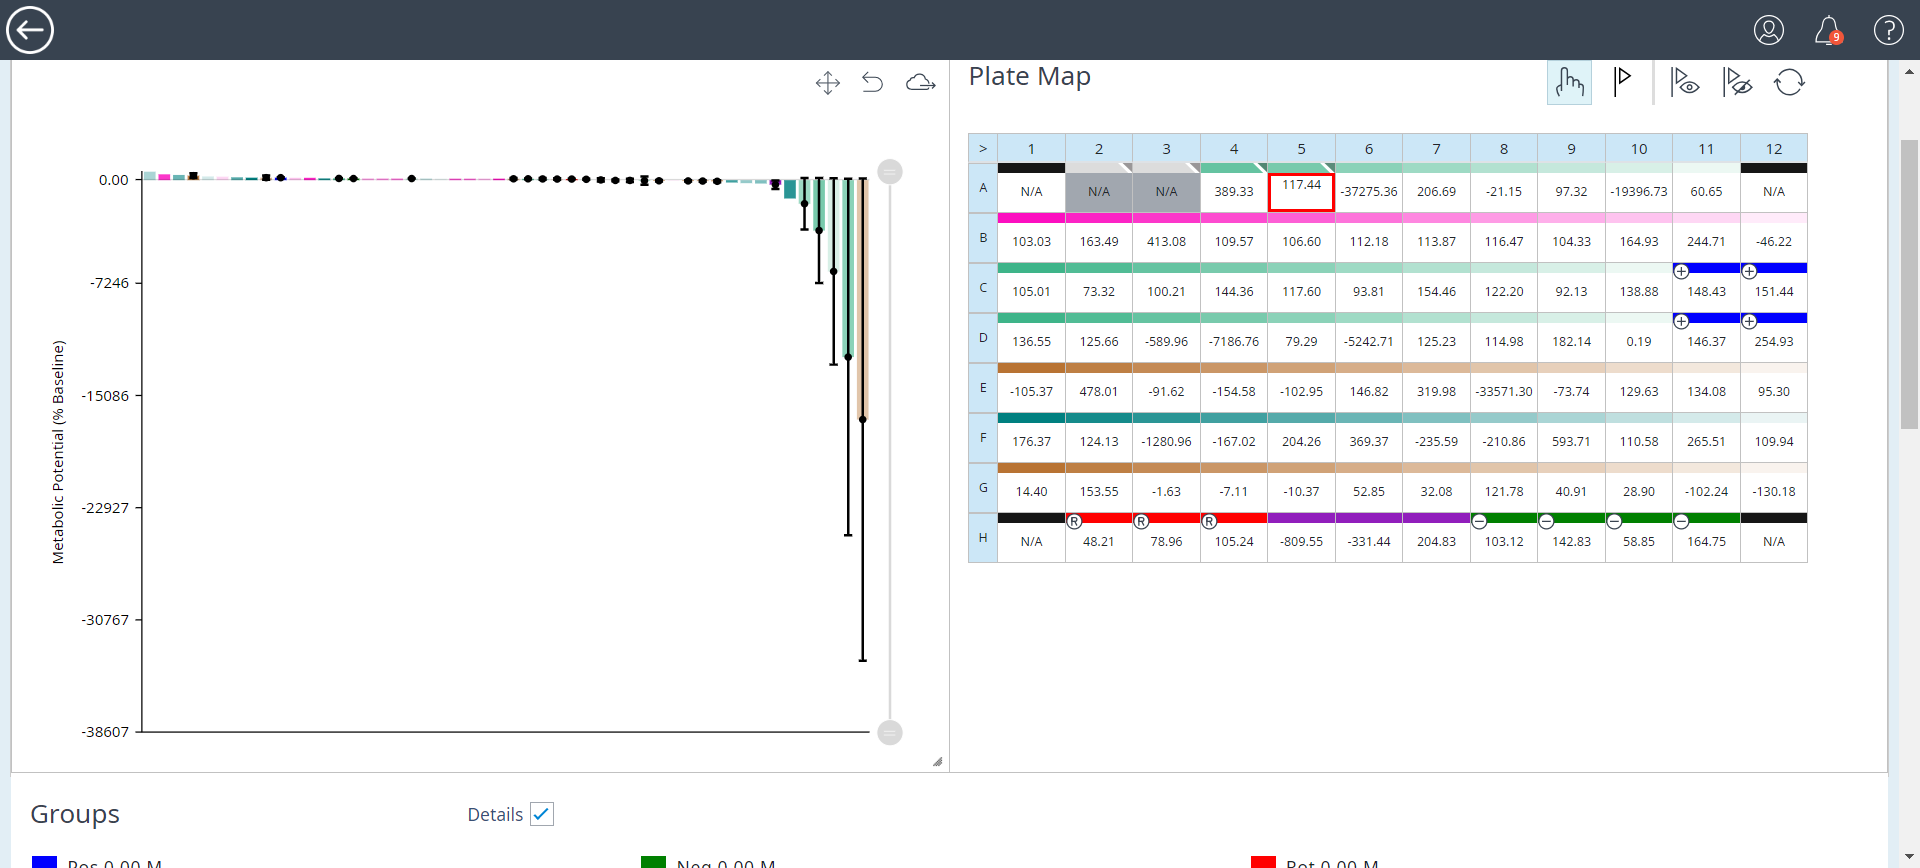 9
?
Plate Map
0.00
-7246
-15086
-22927
-30767
-38607
Metabolic Potential (% Baseline)
> 1 2 3 4 5 6 7 8 9 10 11 12
A N/A N/A N/A 389.33 117.44 -37275.36 206.69 -21.15 97.32 -19396.73 60.65 N/A
B 103.03 163.49 413.08 109.57 106.60 112.18 113.87 116.47 104.33 164.93 244.71 -46.22
+ +
C 105.01 73.32 100.21 144.36 117.60 93.81 154.46 122.20 92.13 138.88 148.43 151.44
+ +
D 136.55 125.66 -589.96 -7186.76 79.29 -5242.71 125.23 114.98 182.14 0.19 146.37 254.93
E -105.37 478.01 -91.62 -154.58 -102.95 146.82 319.98 -33571.30 -73.74 129.63 134.08 95.30
F 176.37 124.13 -1280.96 -167.02 204.26 369.37 -235.59 -210.86 593.71 110.58 265.51 109.94
G 14.40 153.55 -1.63 -7.11 -10.37 52.85 32.08 121.78 40.91 28.90 -102.24 -130.18
R R R − − − −
H N/A 48.21 78.96 105.24 -809.55 -331.44 204.83 103.12 142.83 58.85 164.75 N/A
Groups
Details
Pos 0.00 M
Neg 0.00 M
Rot 0.00 M